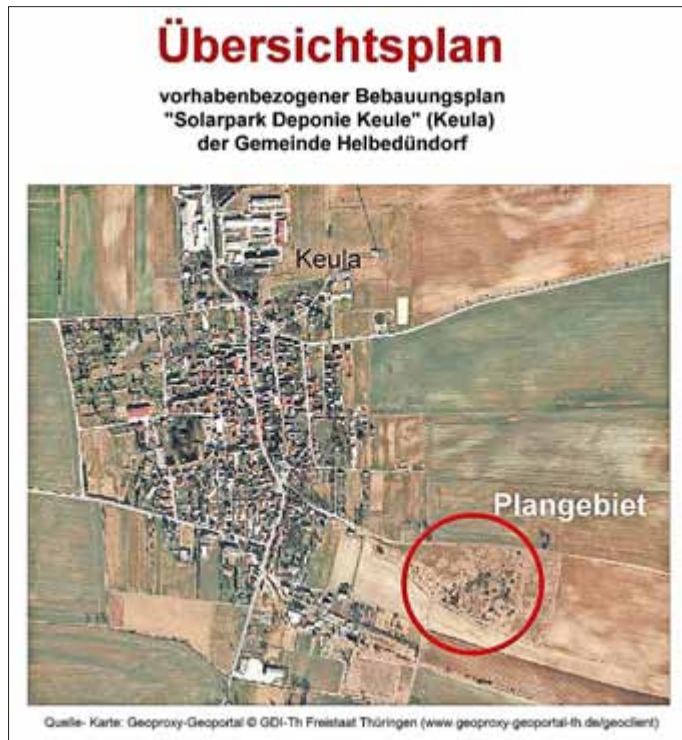 Übersichtsplan
vorhabenbezogener Bebauungsplan
"Solarpark Deponie Keule" (Keula)
der Gemeinde Helbedündorf
Keula
Plangebiet
Quelle- Karte: Geoproxy-Geoportal © GDI-Th Freistaat Thüringen (www.geoproxy-geoportal-th.de/geoclient)